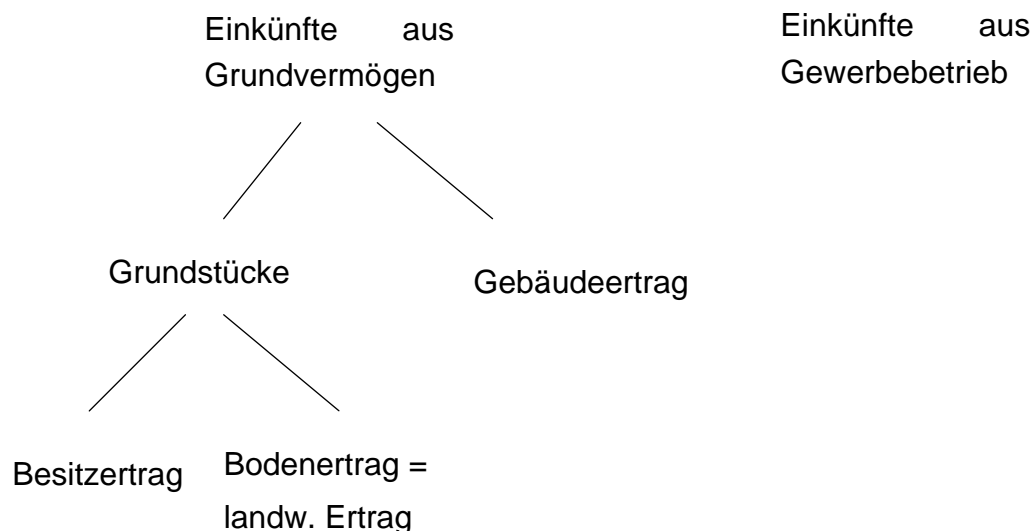 Einkünfte aus
Grundvermögen
Einkünfte aus
Gewerbebetrieb
Grundstücke
Gebäudeertrag
Besitzertrag
Bodenertrag =
landw. Ertrag